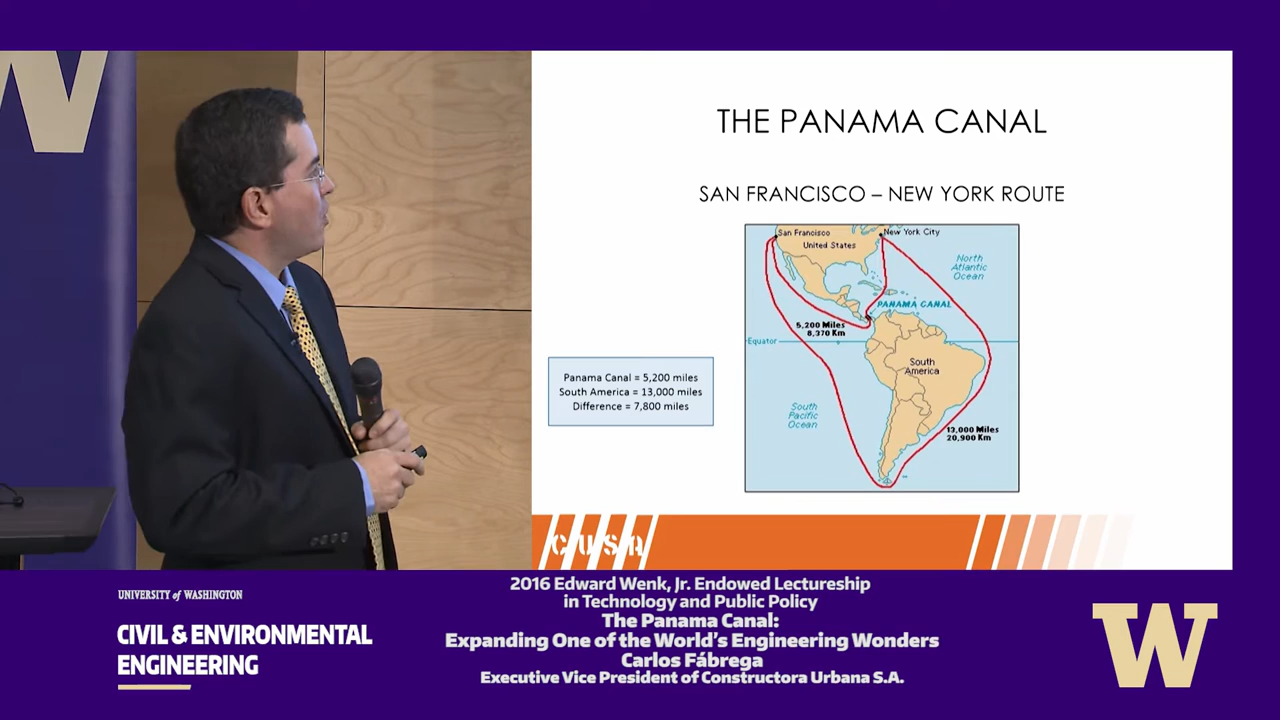 THE PANAMA CANAL
SAN FRANCISCO – NEW YORK ROUTE
San Francisco
New York City
United States
North
Atlantic
Ocean
PANAMA CANAL
5,200 Miles
8,370 Km
Equator
South
America
South
Pacific
Ocean
13,000 Miles
20,900 Km
Panama Canal = 5,200 miles
South America = 13,000 miles
Difference = 7,800 miles
CUSA
UNIVERSITY of WASHINGTON
CIVIL & ENVIRONMENTAL
ENGINEERING
2016 Edward Wenk, Jr. Endowed Lectureship
in Technology and Public Policy
The Panama Canal:
Expanding One of the World's Engineering Wonders
Carlos Fábrega
Executive Vice President of Constructora Urbana S.A.
W
W